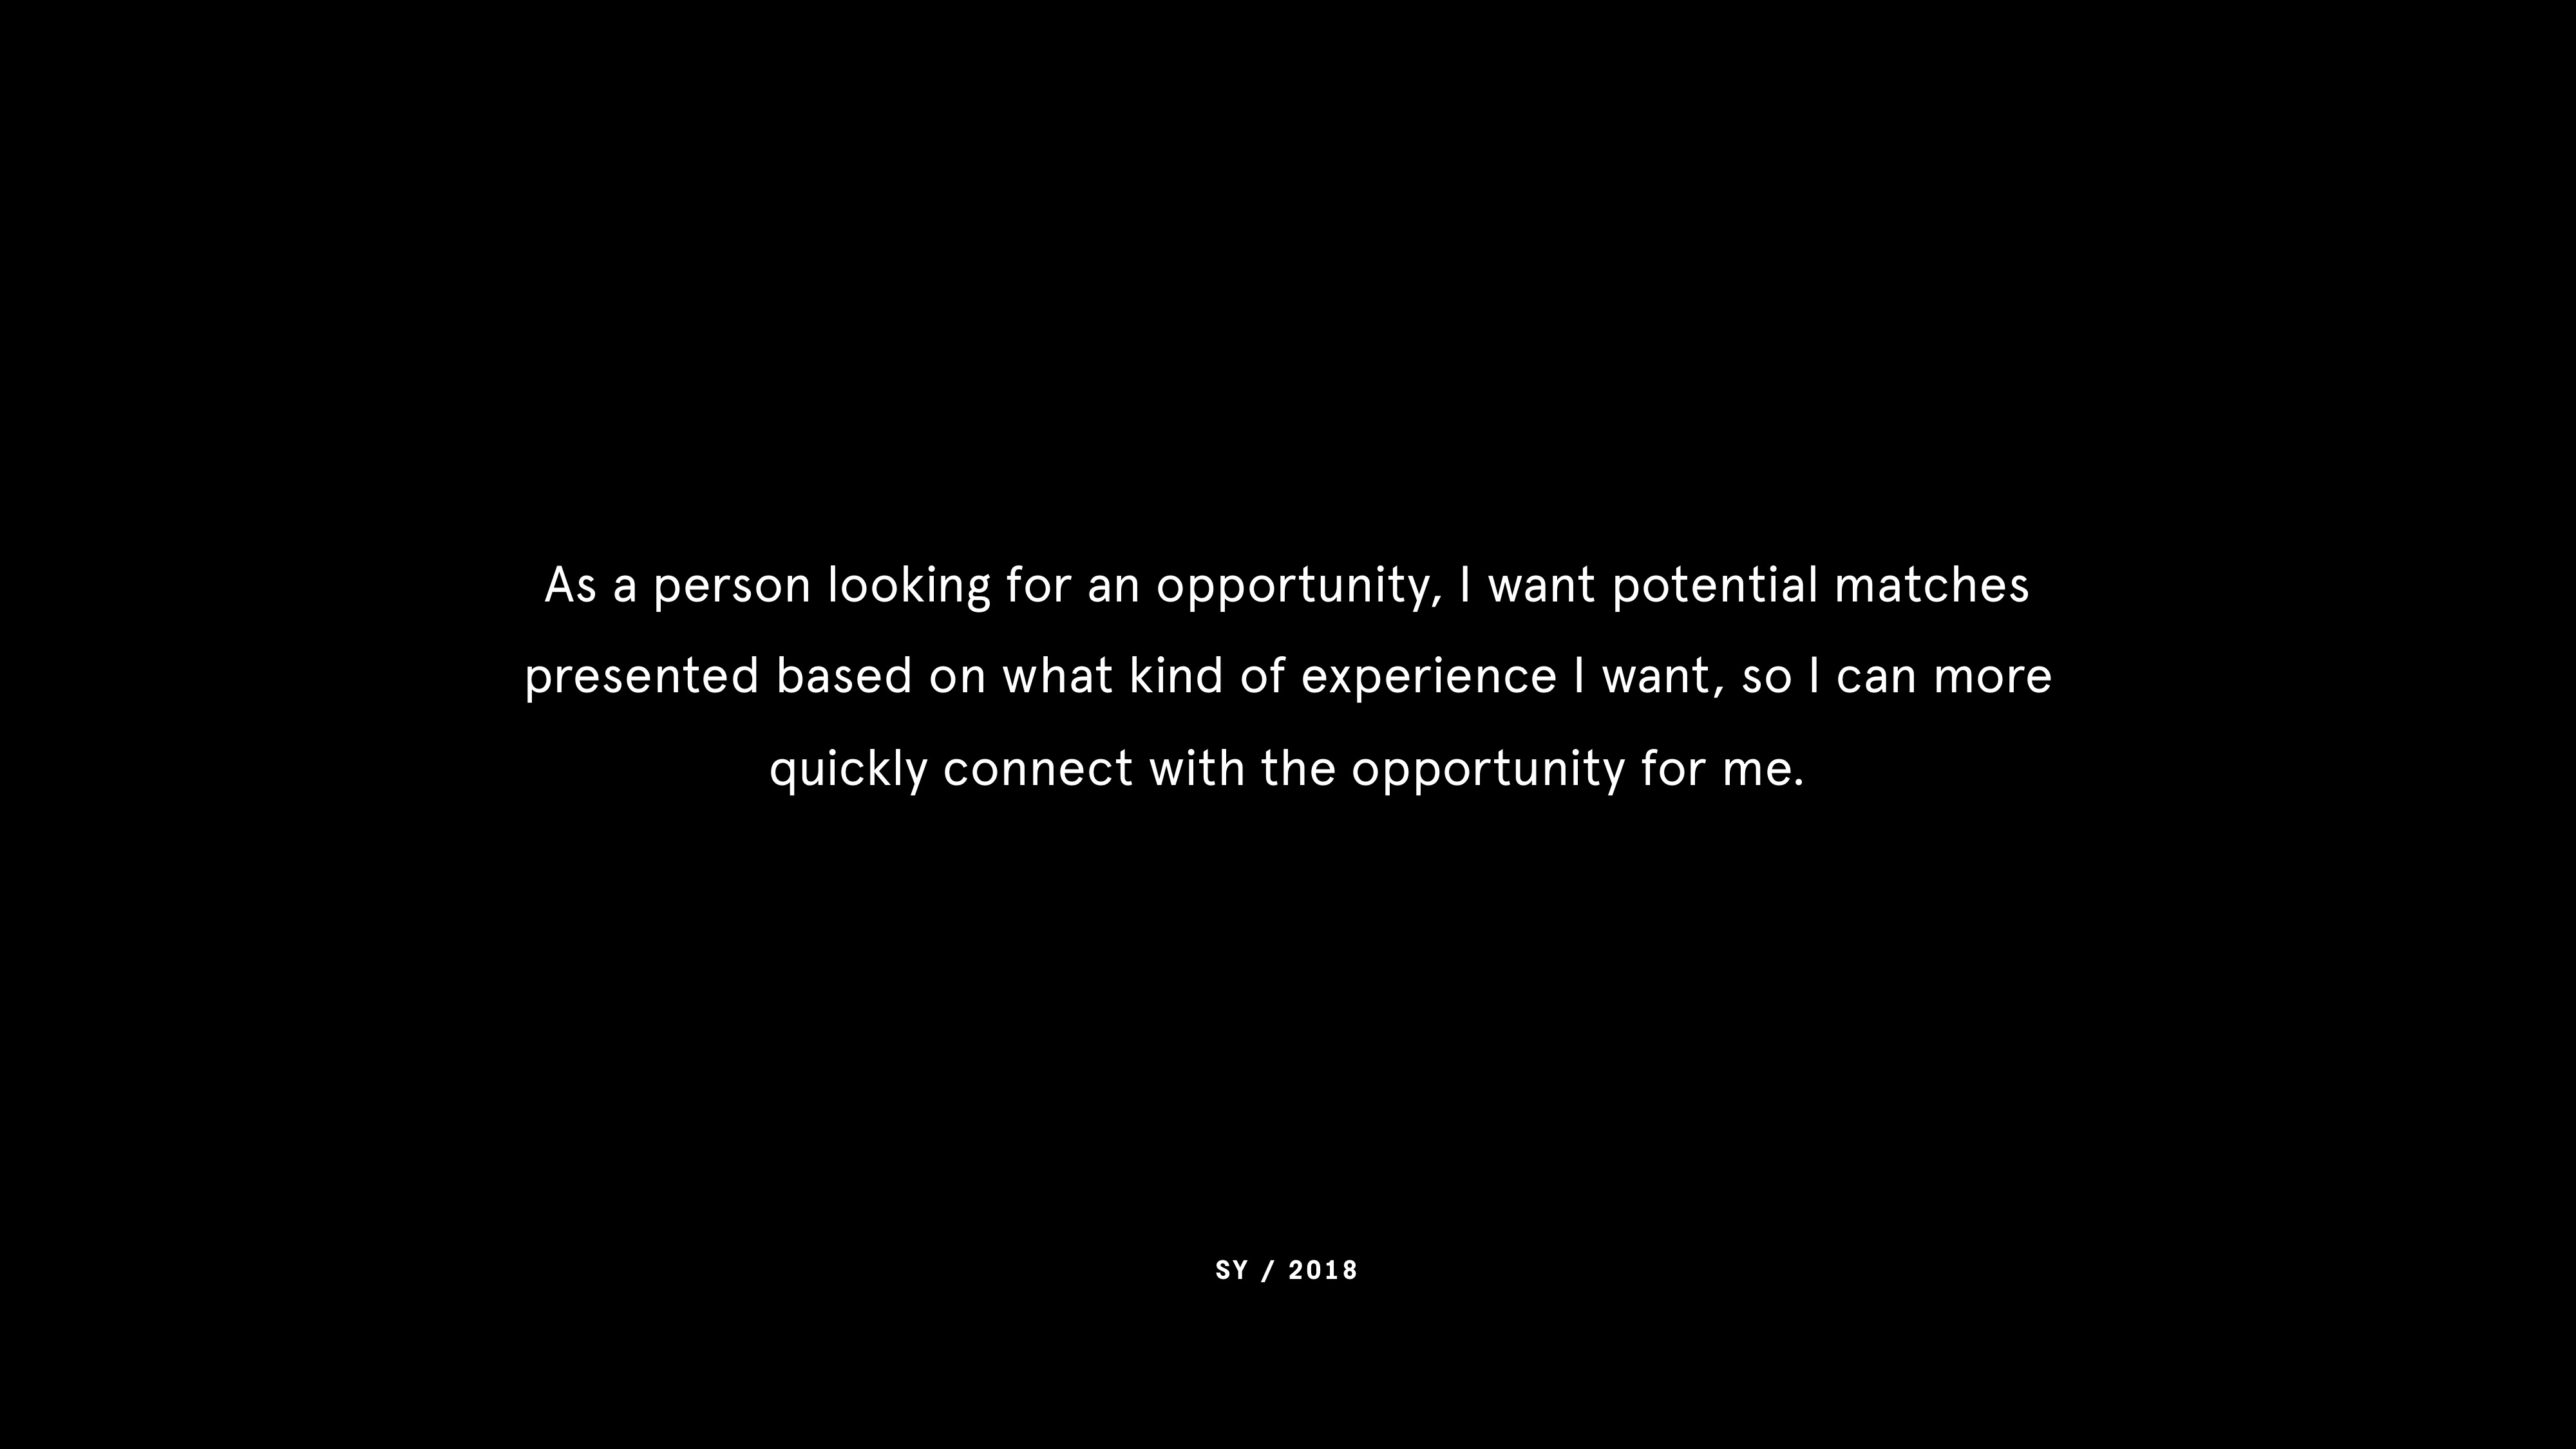 As a person looking for an opportunity, I want potential matches
presented based on what kind of experience I want, so I can more
quickly connect with the opportunity for me.
SY / 2018